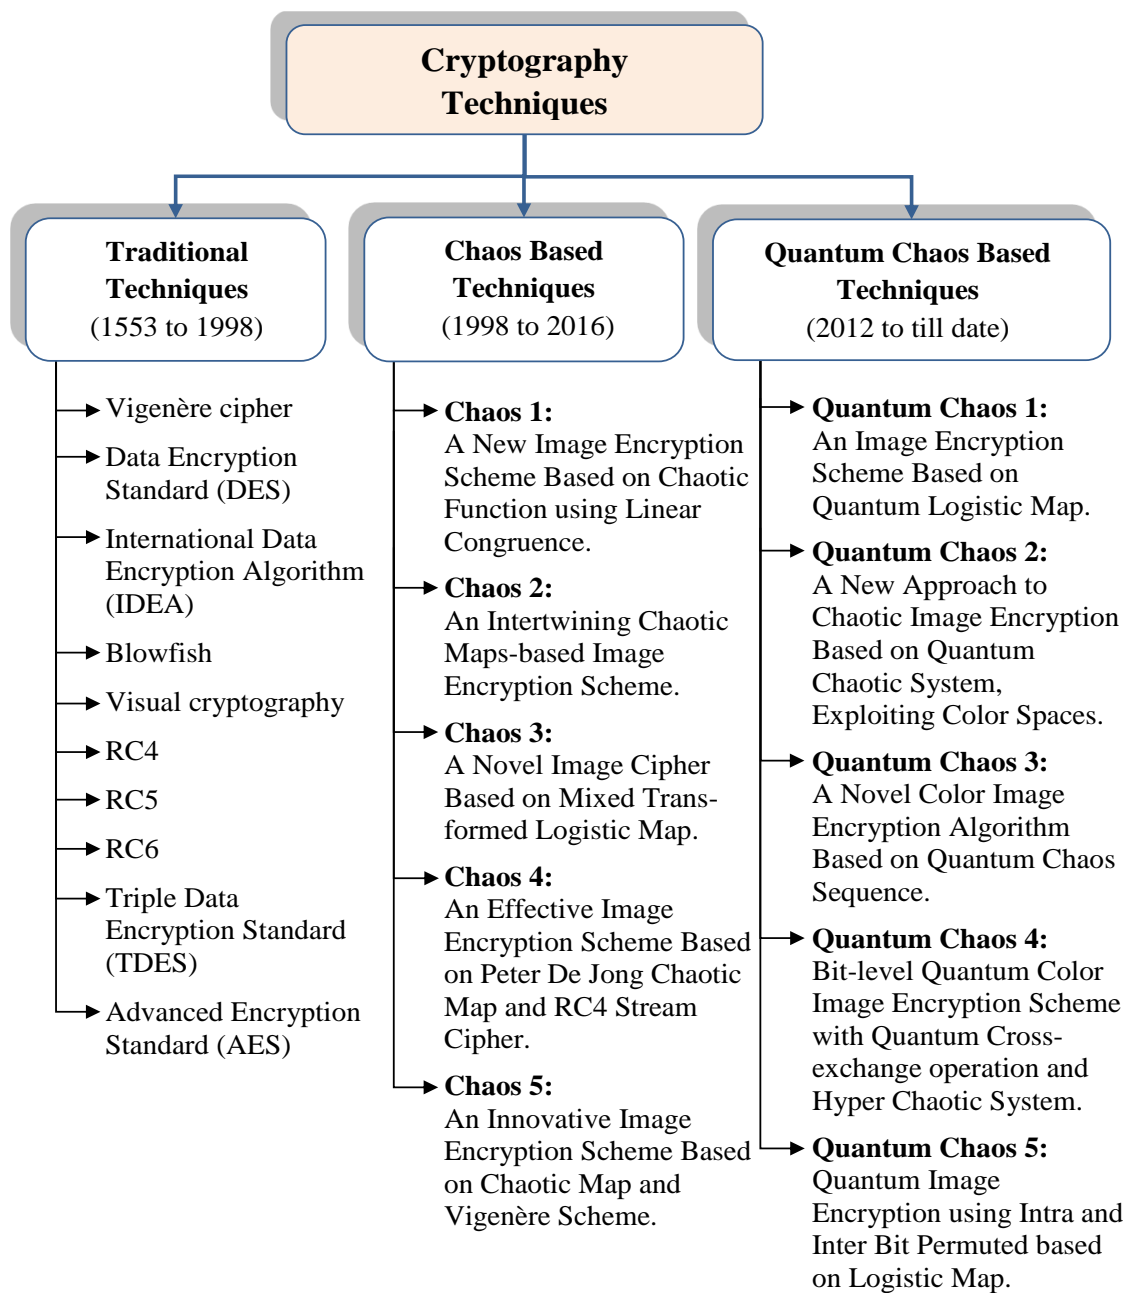 Cryptography
Techniques
Traditional
Techniques
(1553 to 1998)
Vigenère cipher
Data Encryption
Standard (DES)
International Data
Encryption Algorithm
(IDEA)
Blowfish
Visual cryptography
RC4
RC5
RC6
Triple Data
Encryption Standard
(TDES)
Advanced Encryption
Standard (AES)
Chaos Based
Techniques
(1998 to 2016)
Chaos 1:
A New Image Encryption
Scheme Based on Chaotic
Function using Linear
Congruence.
Chaos 2:
An Intertwining Chaotic
Maps-based Image
Encryption Scheme.
Chaos 3:
A Novel Image Cipher
Based on Mixed Trans-
formed Logistic Map.
Chaos 4:
An Effective Image
Encryption Scheme Based
on Peter De Jong Chaotic
Map and RC4 Stream
Cipher.
Chaos 5:
An Innovative Image
Encryption Scheme Based
on Chaotic Map and
Vigenère Scheme.
Quantum Chaos Based
Techniques
(2012 to till date)
Quantum Chaos 1:
An Image Encryption
Scheme Based on
Quantum Logistic Map.
Quantum Chaos 2:
A New Approach to
Chaotic Image Encryption
Based on Quantum
Chaotic System,
Exploiting Color Spaces.
Quantum Chaos 3:
A Novel Color Image
Encryption Algorithm
Based on Quantum Chaos
Sequence.
Quantum Chaos 4:
Bit-level Quantum Color
Image Encryption Scheme
with Quantum Cross-
exchange operation and
Hyper Chaotic System.
Quantum Chaos 5:
Quantum Image
Encryption using Intra and
Inter Bit Permuted based
on Logistic Map.